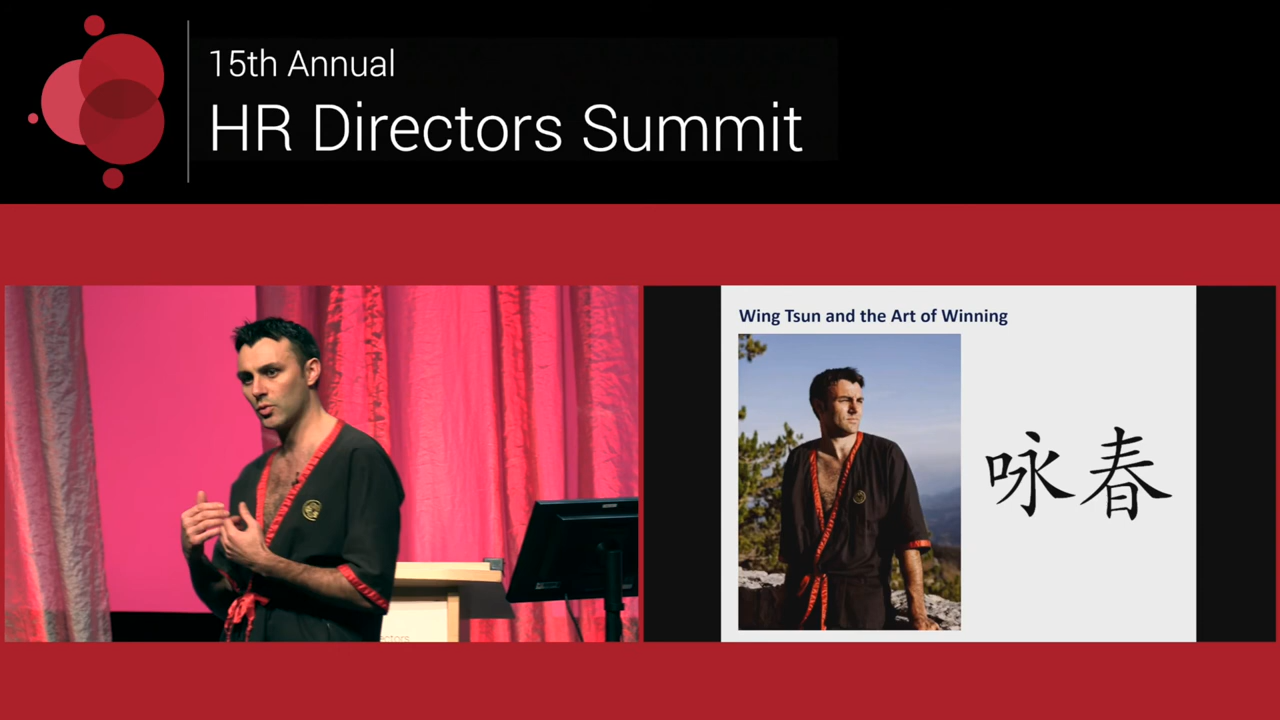 15th Annual
HR Directors Summit
Wing Tsun and the Art of Winning
咏春